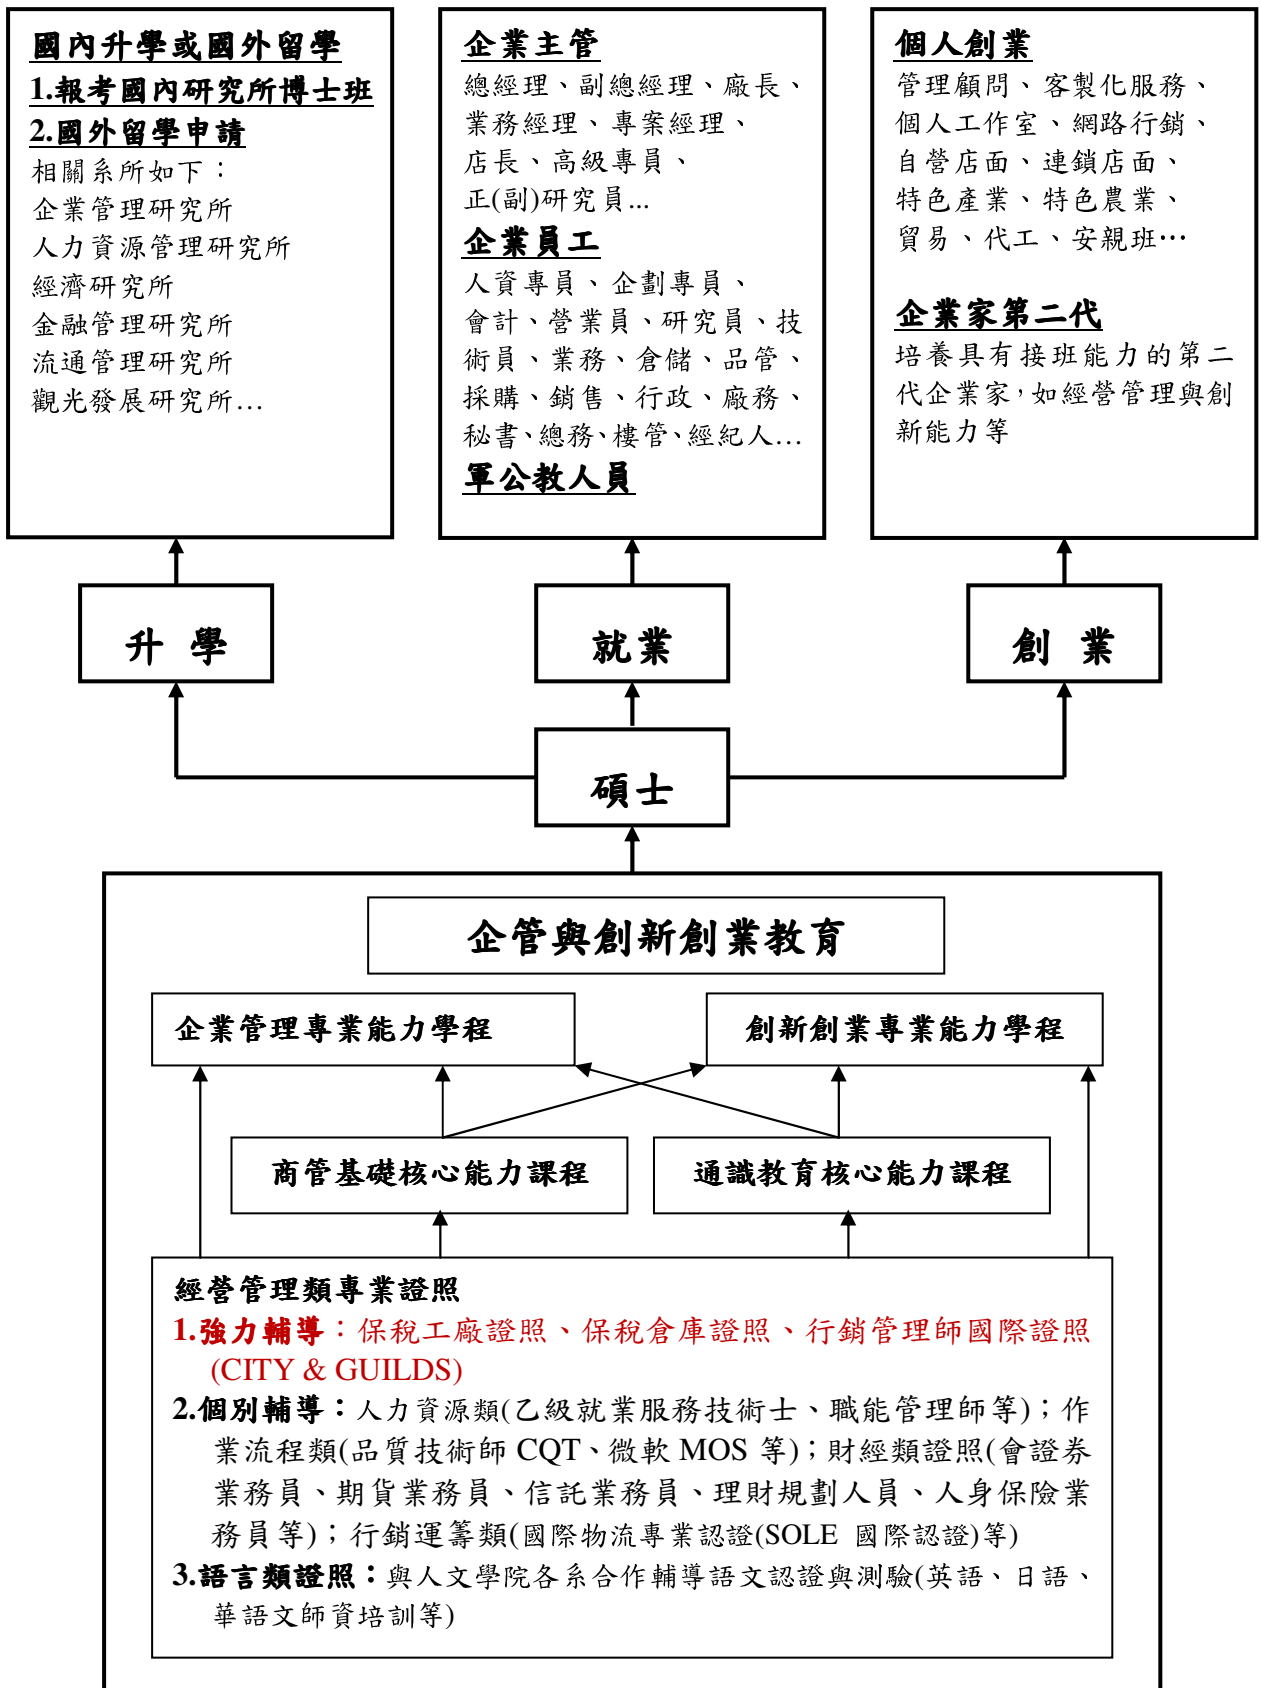 國內升學或國外留學
1.報考國內研究所博士班
2.國外留學申請
相關系所如下：
企業管理研究所
人力資源管理研究所
經濟研究所
金融管理研究所
流通管理研究所
觀光發展研究所…
企業主管
總經理、副總經理、廠長、
業務經理、專案經理、
店長、高級專員、
正(副)研究員...
企業員工
人資專員、企劃專員、
會計、營業員、研究員、技
術員、業務、倉儲、品管、
採購、銷售、行政、廠務、
秘書、總務、樓管、經紀人…
軍公教人員
個人創業
管理顧問、客製化服務、
個人工作室、網路行銷、
自營店面、連鎖店面、
特色產業、特色農業、
貿易、代工、安親班…
企業家第二代
培養具有接班能力的第二
代企業家，如經營管理與創
新能力等
升 學
就業
創 業
碩士
企管與創新創業教育
企業管理專業能力學程
創新創業專業能力學程
商管基礎核心能力課程
通識教育核心能力課程
經營管理類專業證照
1.強力輔導：保稅工廠證照、保稅倉庫證照、行銷管理師國際證照
(CITY & GUILDS)
2.個別輔導：人力資源類(乙級就業服務技術士、職能管理師等)；作
業流程類(品質技術師 CQT、微軟 MOS 等)；財經類證照(會證券
業務員、期貨業務員、信託業務員、理財規劃人員、人身保險業
務員等)；行銷運籌類(國際物流專業認證(SOLE 國際認證)等)
3.語言類證照：與人文學院各系合作輔導語文認證與測驗(英語、日語、
華語文師資培訓等)